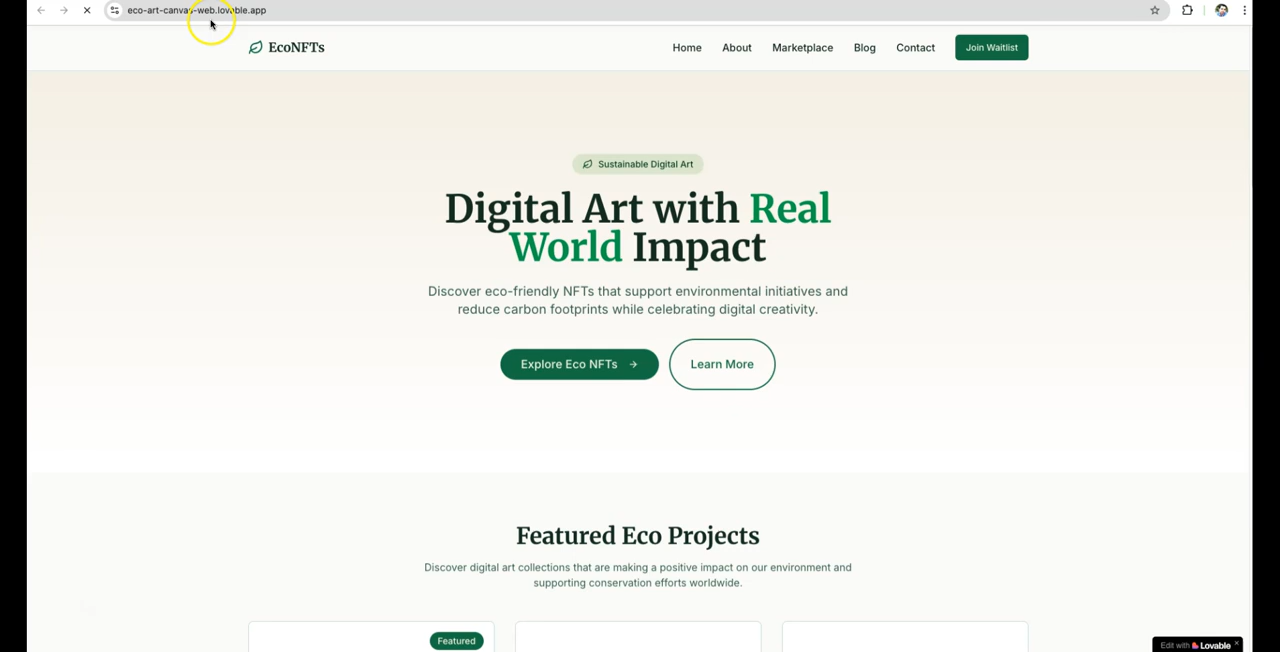 eco-art-canvas-web.lovable.app
EcoNFTs
Home
About
Marketplace
Blog
Contact
Join Waitlist
Sustainable Digital Art
Digital Art with Real
World Impact
Discover eco-friendly NFTs that support environmental initiatives and
reduce carbon footprints while celebrating digital creativity.
Explore Eco NFTs →
Learn More
Featured Eco Projects
Discover digital art collections that are making a positive impact on our environment and
supporting conservation efforts worldwide.
Featured
Edit with Lovable ×